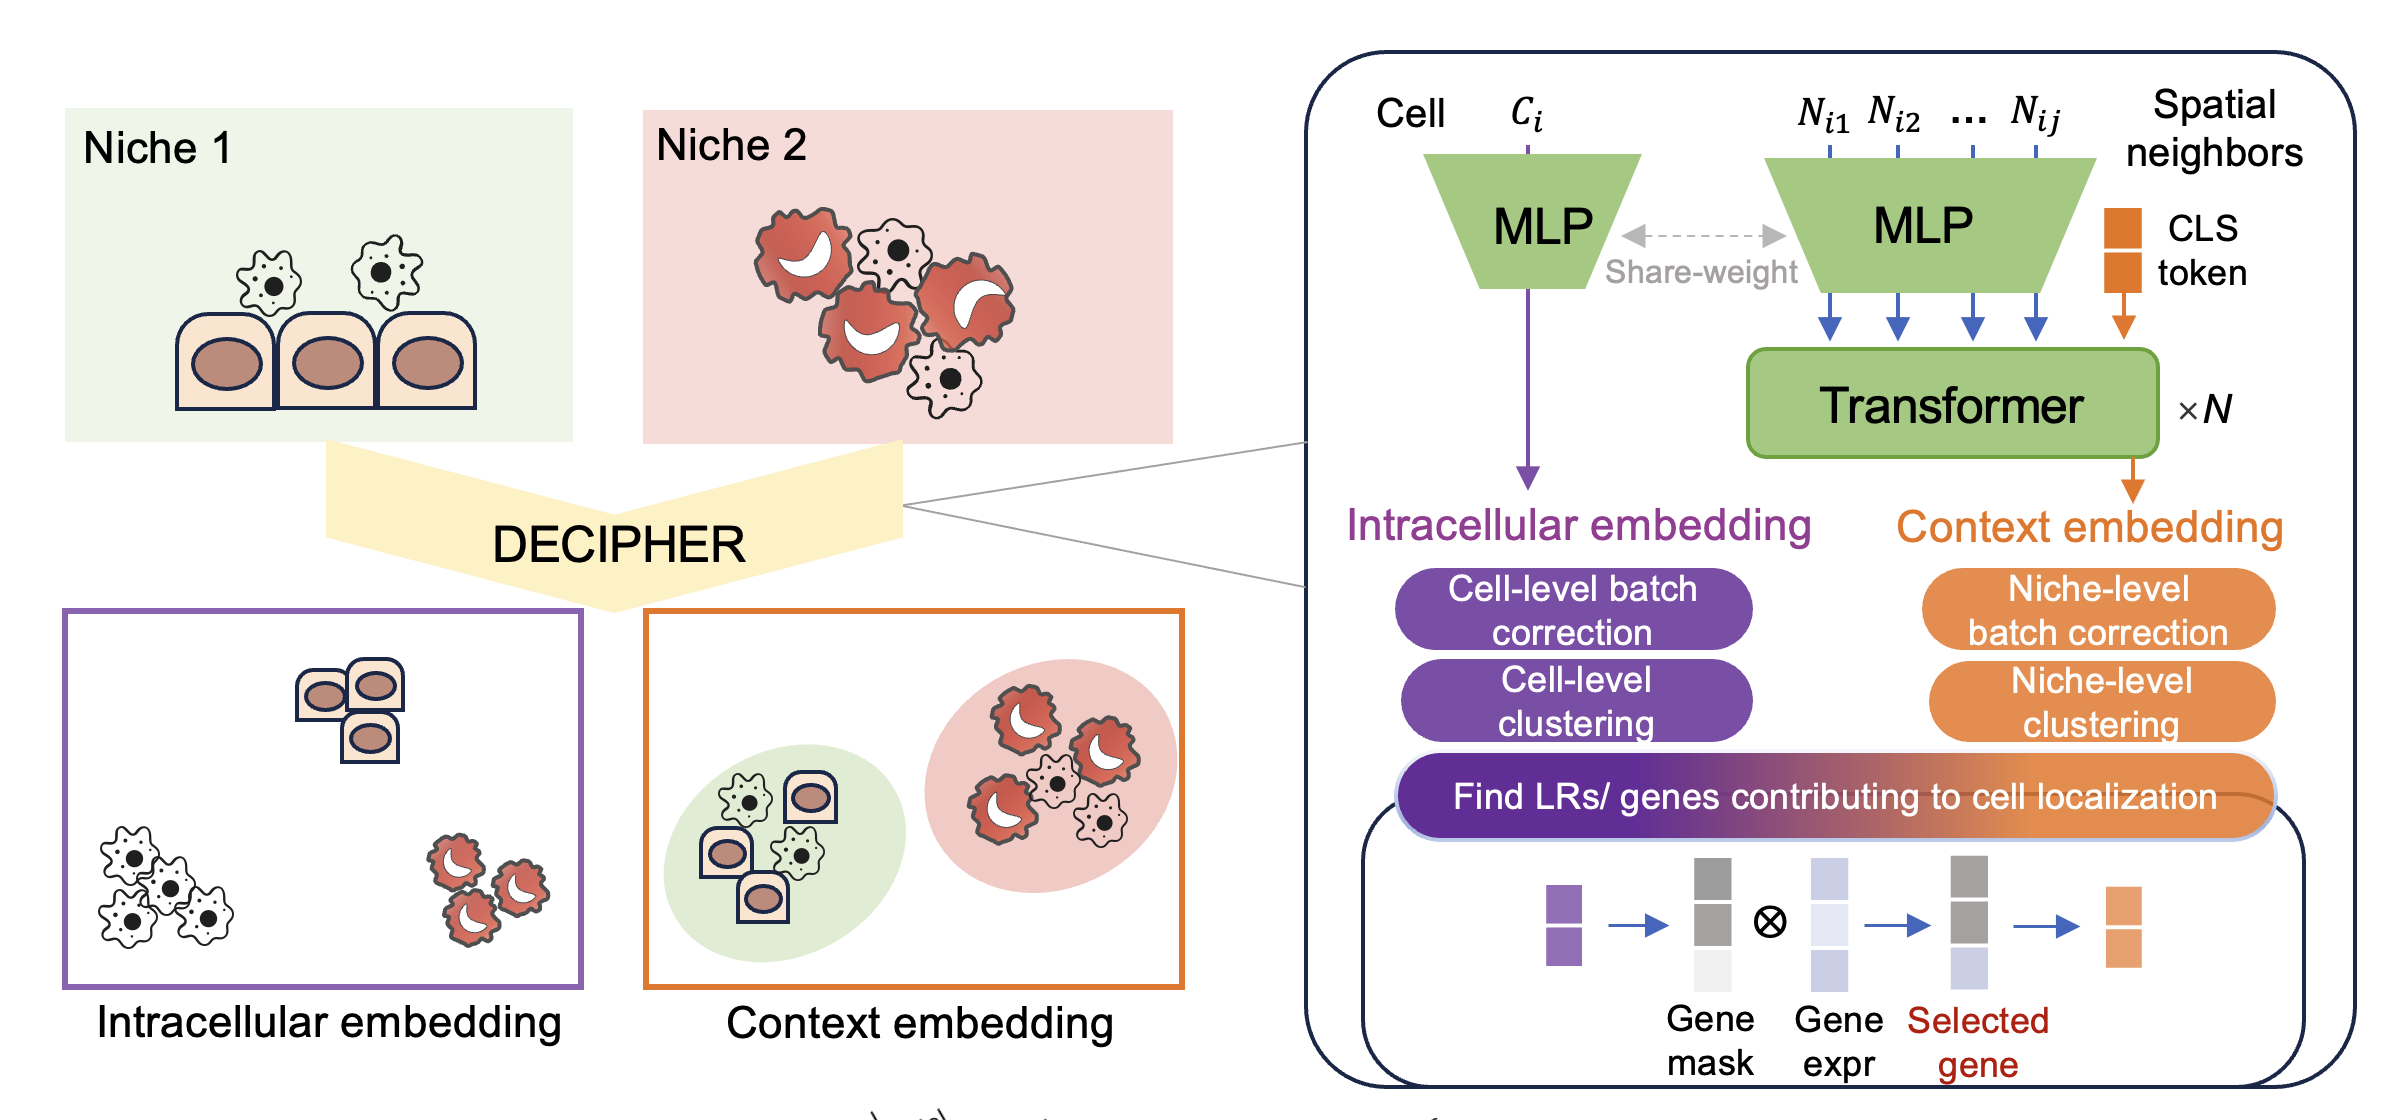 Niche 1
Niche 2
DECIPHER
Intracellular embedding
Context embedding
Cell
C_i
N_{i1} N_{i2} ... N_{ij}
Spatial
neighbors
MLP
Share-weight
MLP
CLS
token
Transformer
×N
Intracellular embedding
Context embedding
Cell-level batch
correction
Niche-level
batch correction
Cell-level
clustering
Niche-level
clustering
Find LRs/ genes contributing to cell localization
⊗
Gene
mask
Gene
expr
Selected
gene